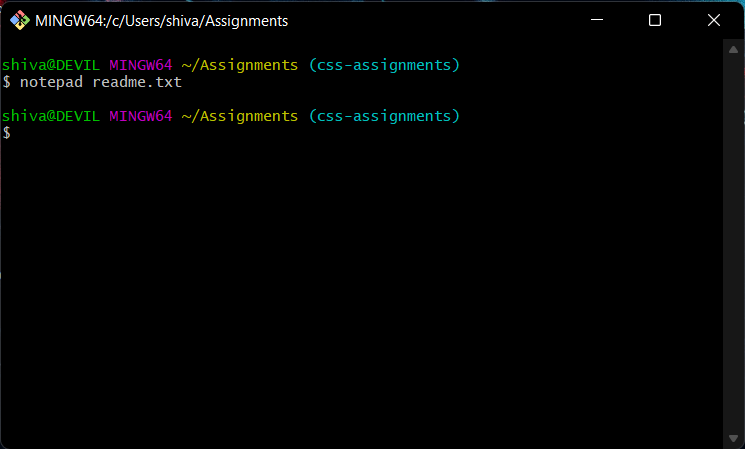 MINGW64:/c/Users/shiva/Assignments
shiva@DEVIL MINGW64 ~/Assignments (css-assignments)
$ notepad readme.txt
shiva@DEVIL MINGW64 ~/Assignments (css-assignments)
$